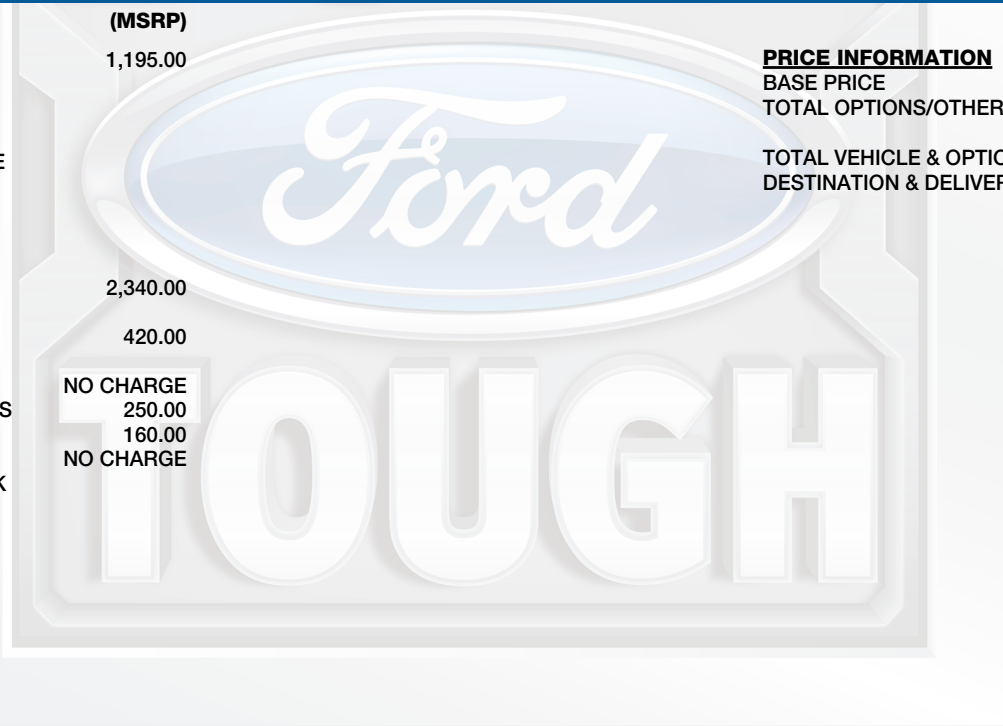 (MSRP)
1,195.00
E
2,340.00
420.00
NO CHARGE
S 250.00
160.00
NO CHARGE
K
PRICE INFORMATION
BASE PRICE
TOTAL OPTIONS/OTHER
TOTAL VEHICLE & OPTIO
DESTINATION & DELIVER
Ford
TOUGH